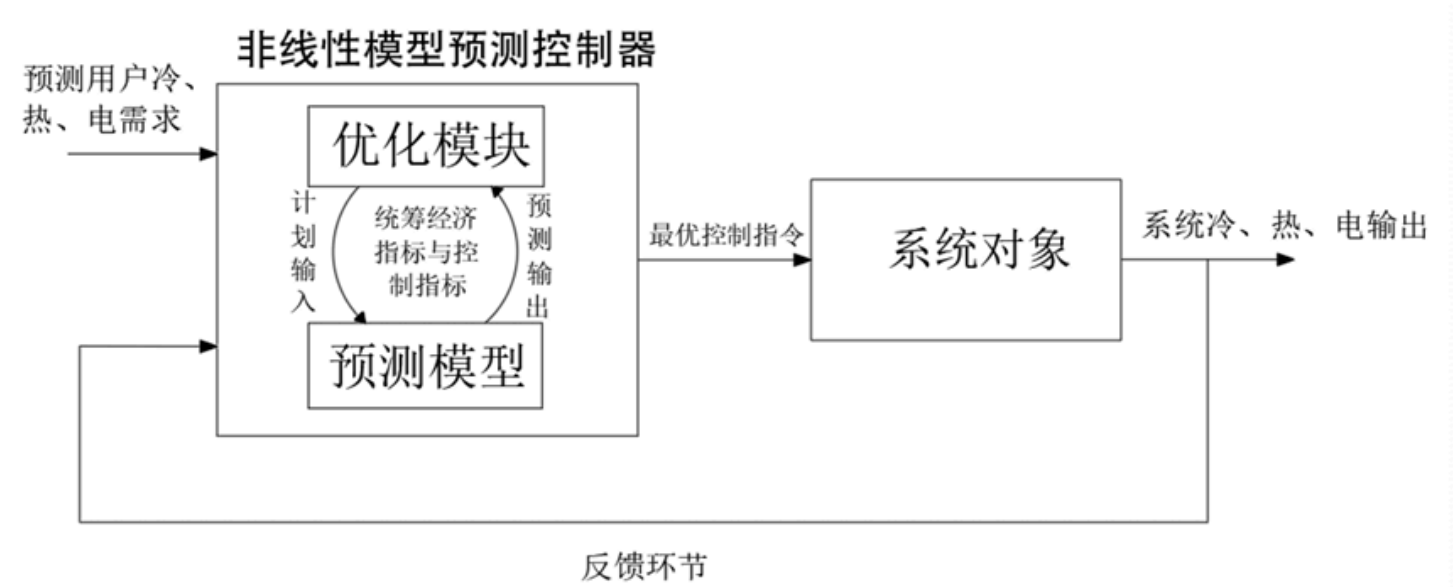 非线性模型预测控制器
预测用户冷、
热、电需求
优化模块
计划输入
统筹经济
指标与控
制指标
预测输出
预测模型
最优控制指令
系统对象
系统冷、热、电输出
反馈环节